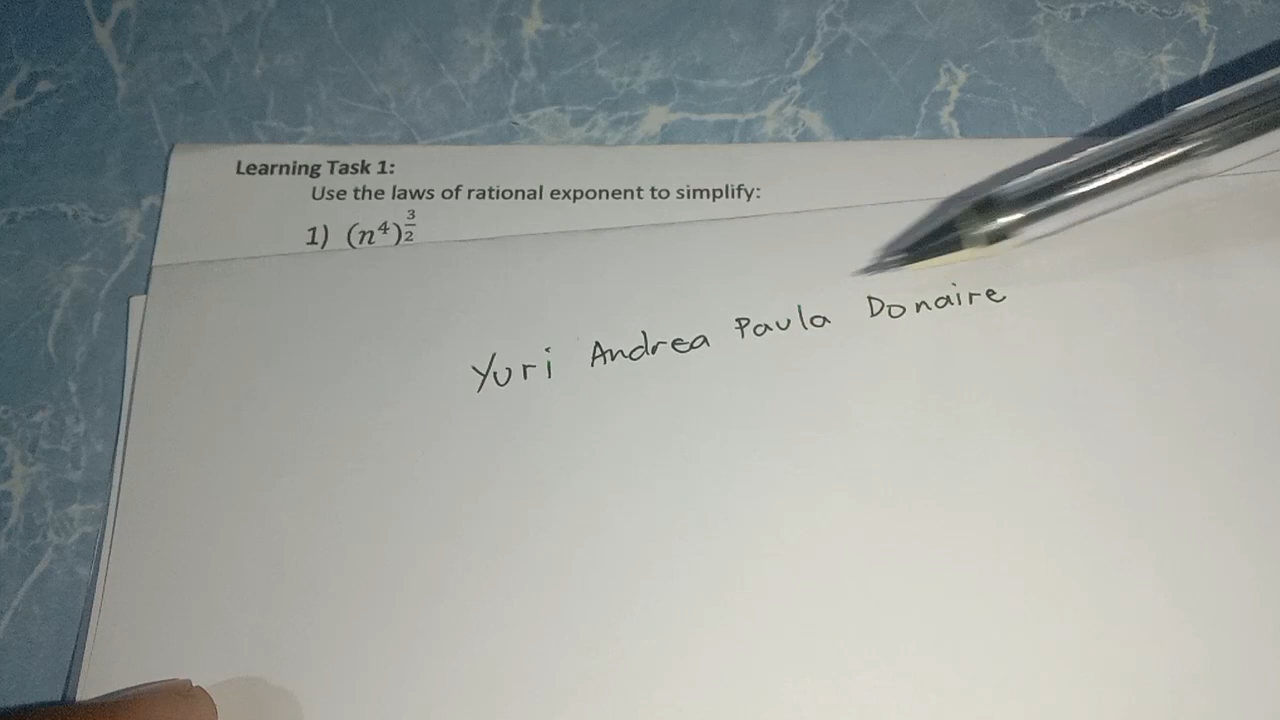 Learning Task 1:
Use the laws of rational exponent to simplify:
1) (n⁴)^(3/2)
Yuri Andrea Paula Donaire